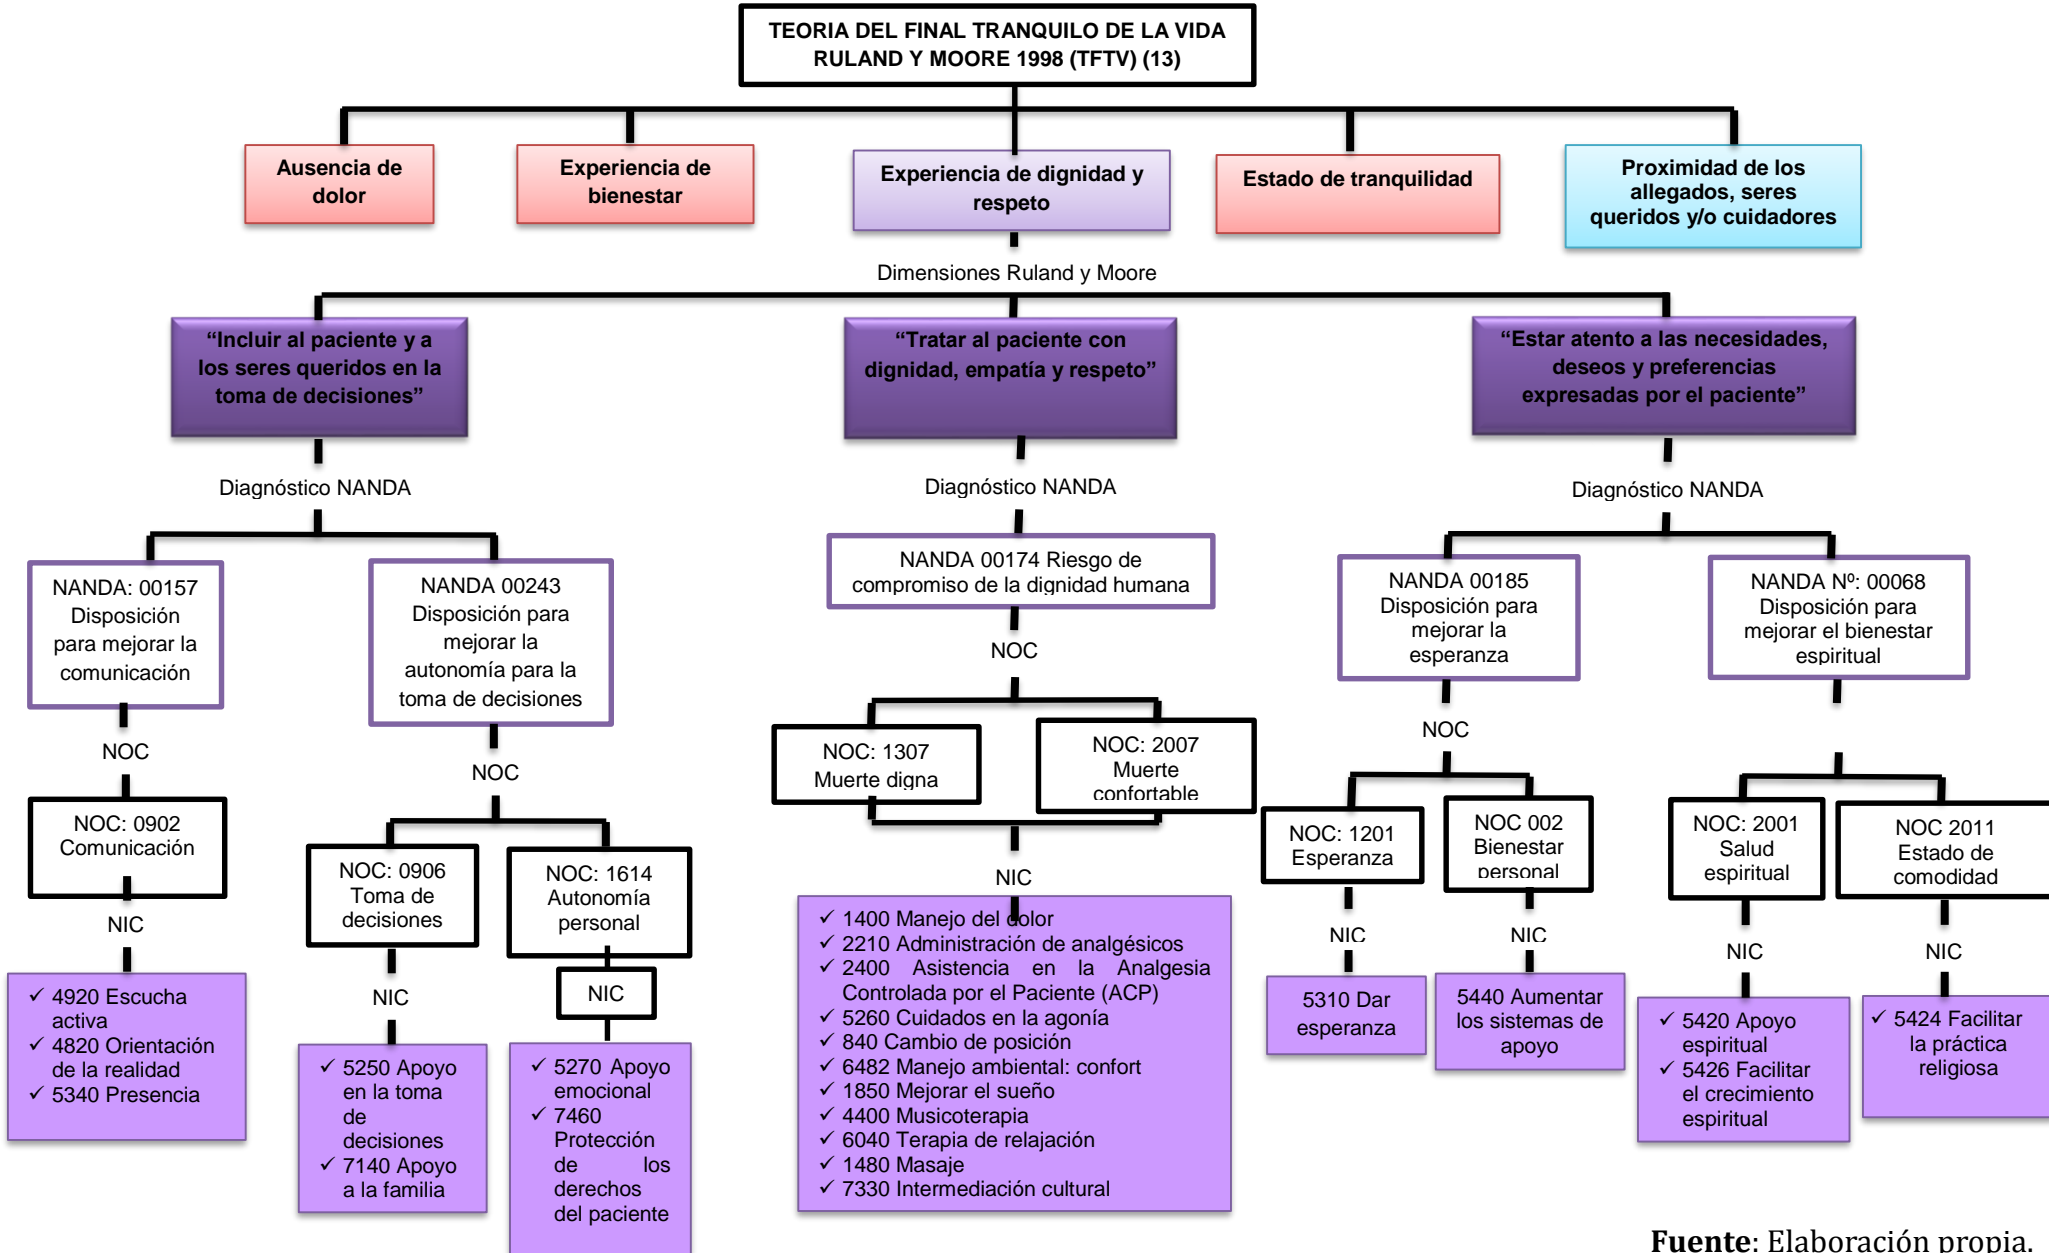 TEORIA DEL FINAL TRANQUILO DE LA VIDA
RULAND Y MOORE 1998 (TFTV) (13)
Ausencia de
dolor
Experiencia de
bienestar
Experiencia de dignidad y
respeto
Estado de tranquilidad
Proximidad de los
allegados, seres
queridos y/o cuidadores
Dimensiones Ruland y Moore
“Incluir al paciente y a
los seres queridos en la
toma de decisiones”
“Tratar al paciente con
dignidad, empatía y respeto”
“Estar atento a las necesidades,
deseos y preferencias
expresadas por el paciente”
Diagnóstico NANDA
Diagnóstico NANDA
Diagnóstico NANDA
NANDA: 00157
Disposición
para mejorar la
comunicación
NANDA 00243
Disposición para
mejorar la
autonomía para la
toma de decisiones
NANDA 00174 Riesgo de
compromiso de la dignidad humana
NANDA 00185
Disposición para
mejorar la
esperanza
NANDA Nº: 00068
Disposición para
mejorar el bienestar
espiritual
NOC
NOC
NOC
NOC
NOC: 0902
Comunicación
NOC: 0906
Toma de
decisiones
NOC: 1614
Autonomía
personal
NOC: 1307
Muerte digna
NOC: 2007
Muerte
confortable
NOC: 1201
Esperanza
NOC 002
Bienestar
personal
NOC: 2001
Salud
espiritual
NOC 2011
Estado de
comodidad
NIC
NIC
NIC
NIC
NIC
NIC
NIC
NIC
✓ 4920 Escucha
activa
✓ 4820 Orientación
de la realidad
✓ 5340 Presencia
✓ 5250 Apoyo
en la toma
de
decisiones
✓ 7140 Apoyo
a la familia
✓ 5270 Apoyo
emocional
✓ 7460
Protección
de los
derechos
del paciente
✓ 1400 Manejo del dolor
✓ 2210 Administración de analgésicos
✓ 2400 Asistencia en la Analgesia
Controlada por el Paciente (ACP)
✓ 5260 Cuidados en la agonía
✓ 840 Cambio de posición
✓ 6482 Manejo ambiental: confort
✓ 1850 Mejorar el sueño
✓ 4400 Musicoterapia
✓ 6040 Terapia de relajación
✓ 1480 Masaje
✓ 7330 Intermediación cultural
5310 Dar
esperanza
5440 Aumentar
los sistemas de
apoyo
✓ 5420 Apoyo
espiritual
✓ 5426 Facilitar
el crecimiento
espiritual
✓ 5424 Facilitar
la práctica
religiosa
Fuente: Elaboración propia.